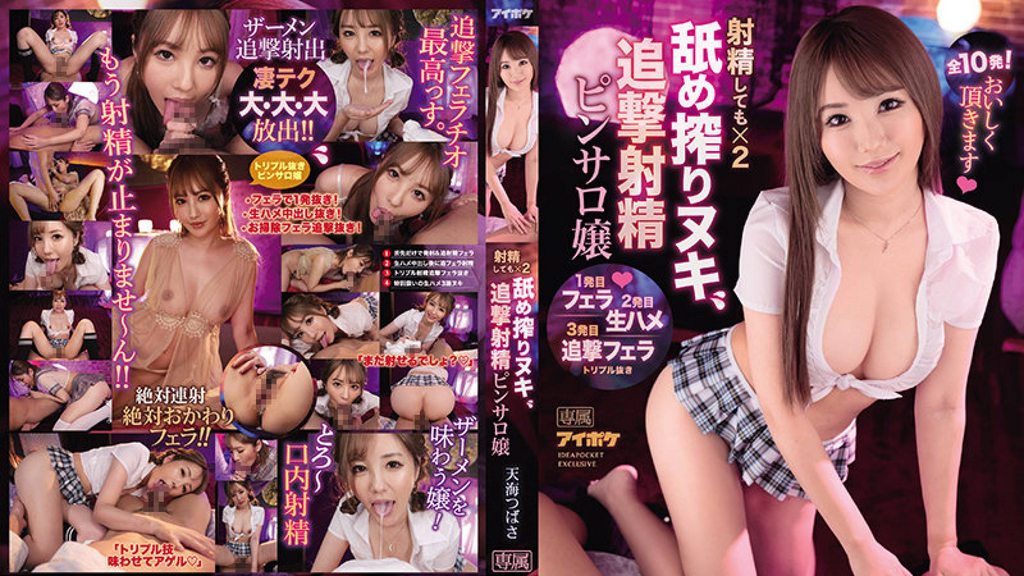 アイポケ
追撃フェラチオ
最高っす。
ザーメン
追撃射出
凄テク
大・大・大
放出!!
もう射精が止まりませ〜ん!!
トリプル抜き
ピンサロ嬢
・フェラで1発抜き!
・生ハメ中出し抜き!
・お掃除フェラ追撃抜き!
「まだ射せるでしょ?♡」
絶対連射
絶対おかわり
フェラ!!
ザーメンを
味わう嬢!
とろ〜
口内射精
「トリプル技
味わせてアゲル♡」
アイポケ
射精しても×2
舐め搾りヌキ、
追撃射精ピンサロ嬢
天海つばさ
専属
射精しても×2
舐め搾りヌキ、
追撃射精
ピンサロ嬢
全10発!
おいしく
頂きます♥
1発目
フェラ
2発目
生ハメ
3発目
追撃フェラ
トリプル抜き
専属
アイポケ
IDEAPOCKET
EXCLUSIVE